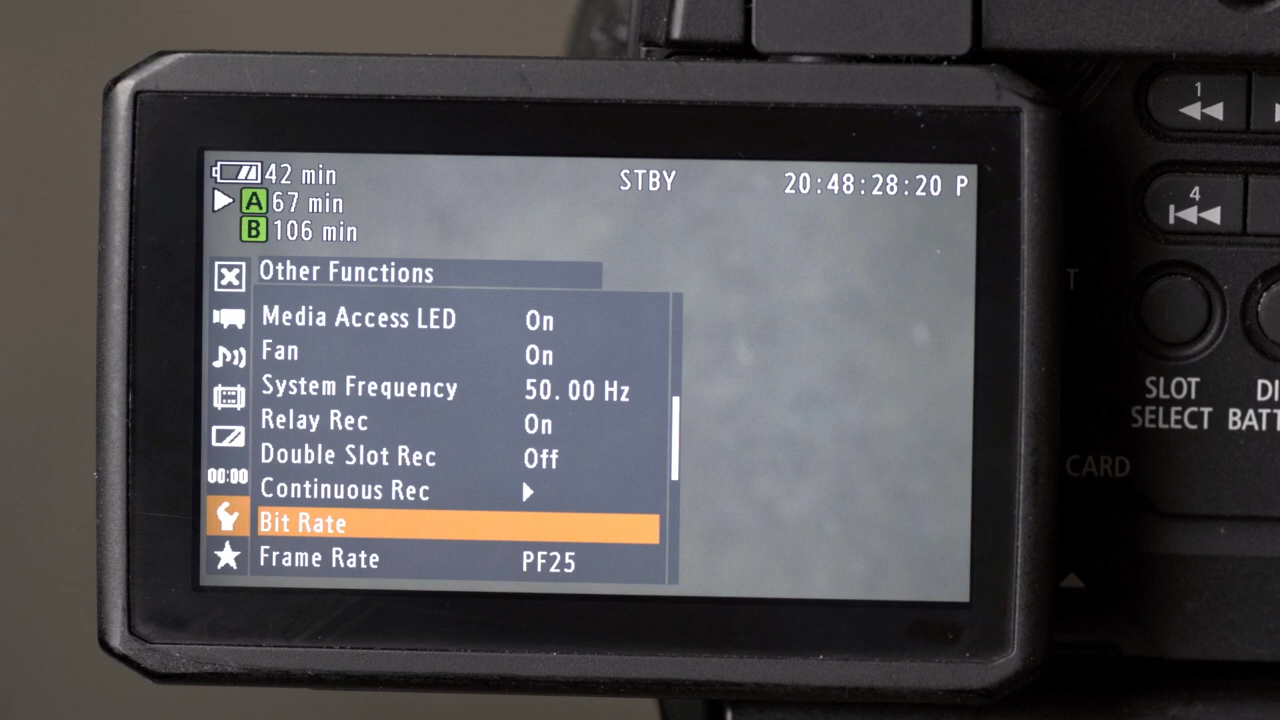 42 min
STBY
20:48:28:20 P
A 67 min
B 106 min
Other Functions
Media Access LED On
Fan On
System Frequency 50.00 Hz
Relay Rec On
Double Slot Rec Off
Continuous Rec
00:00
Bit Rate
Frame Rate PF25
1
4
T
SLOT
SELECT
DI
BATT
CARD